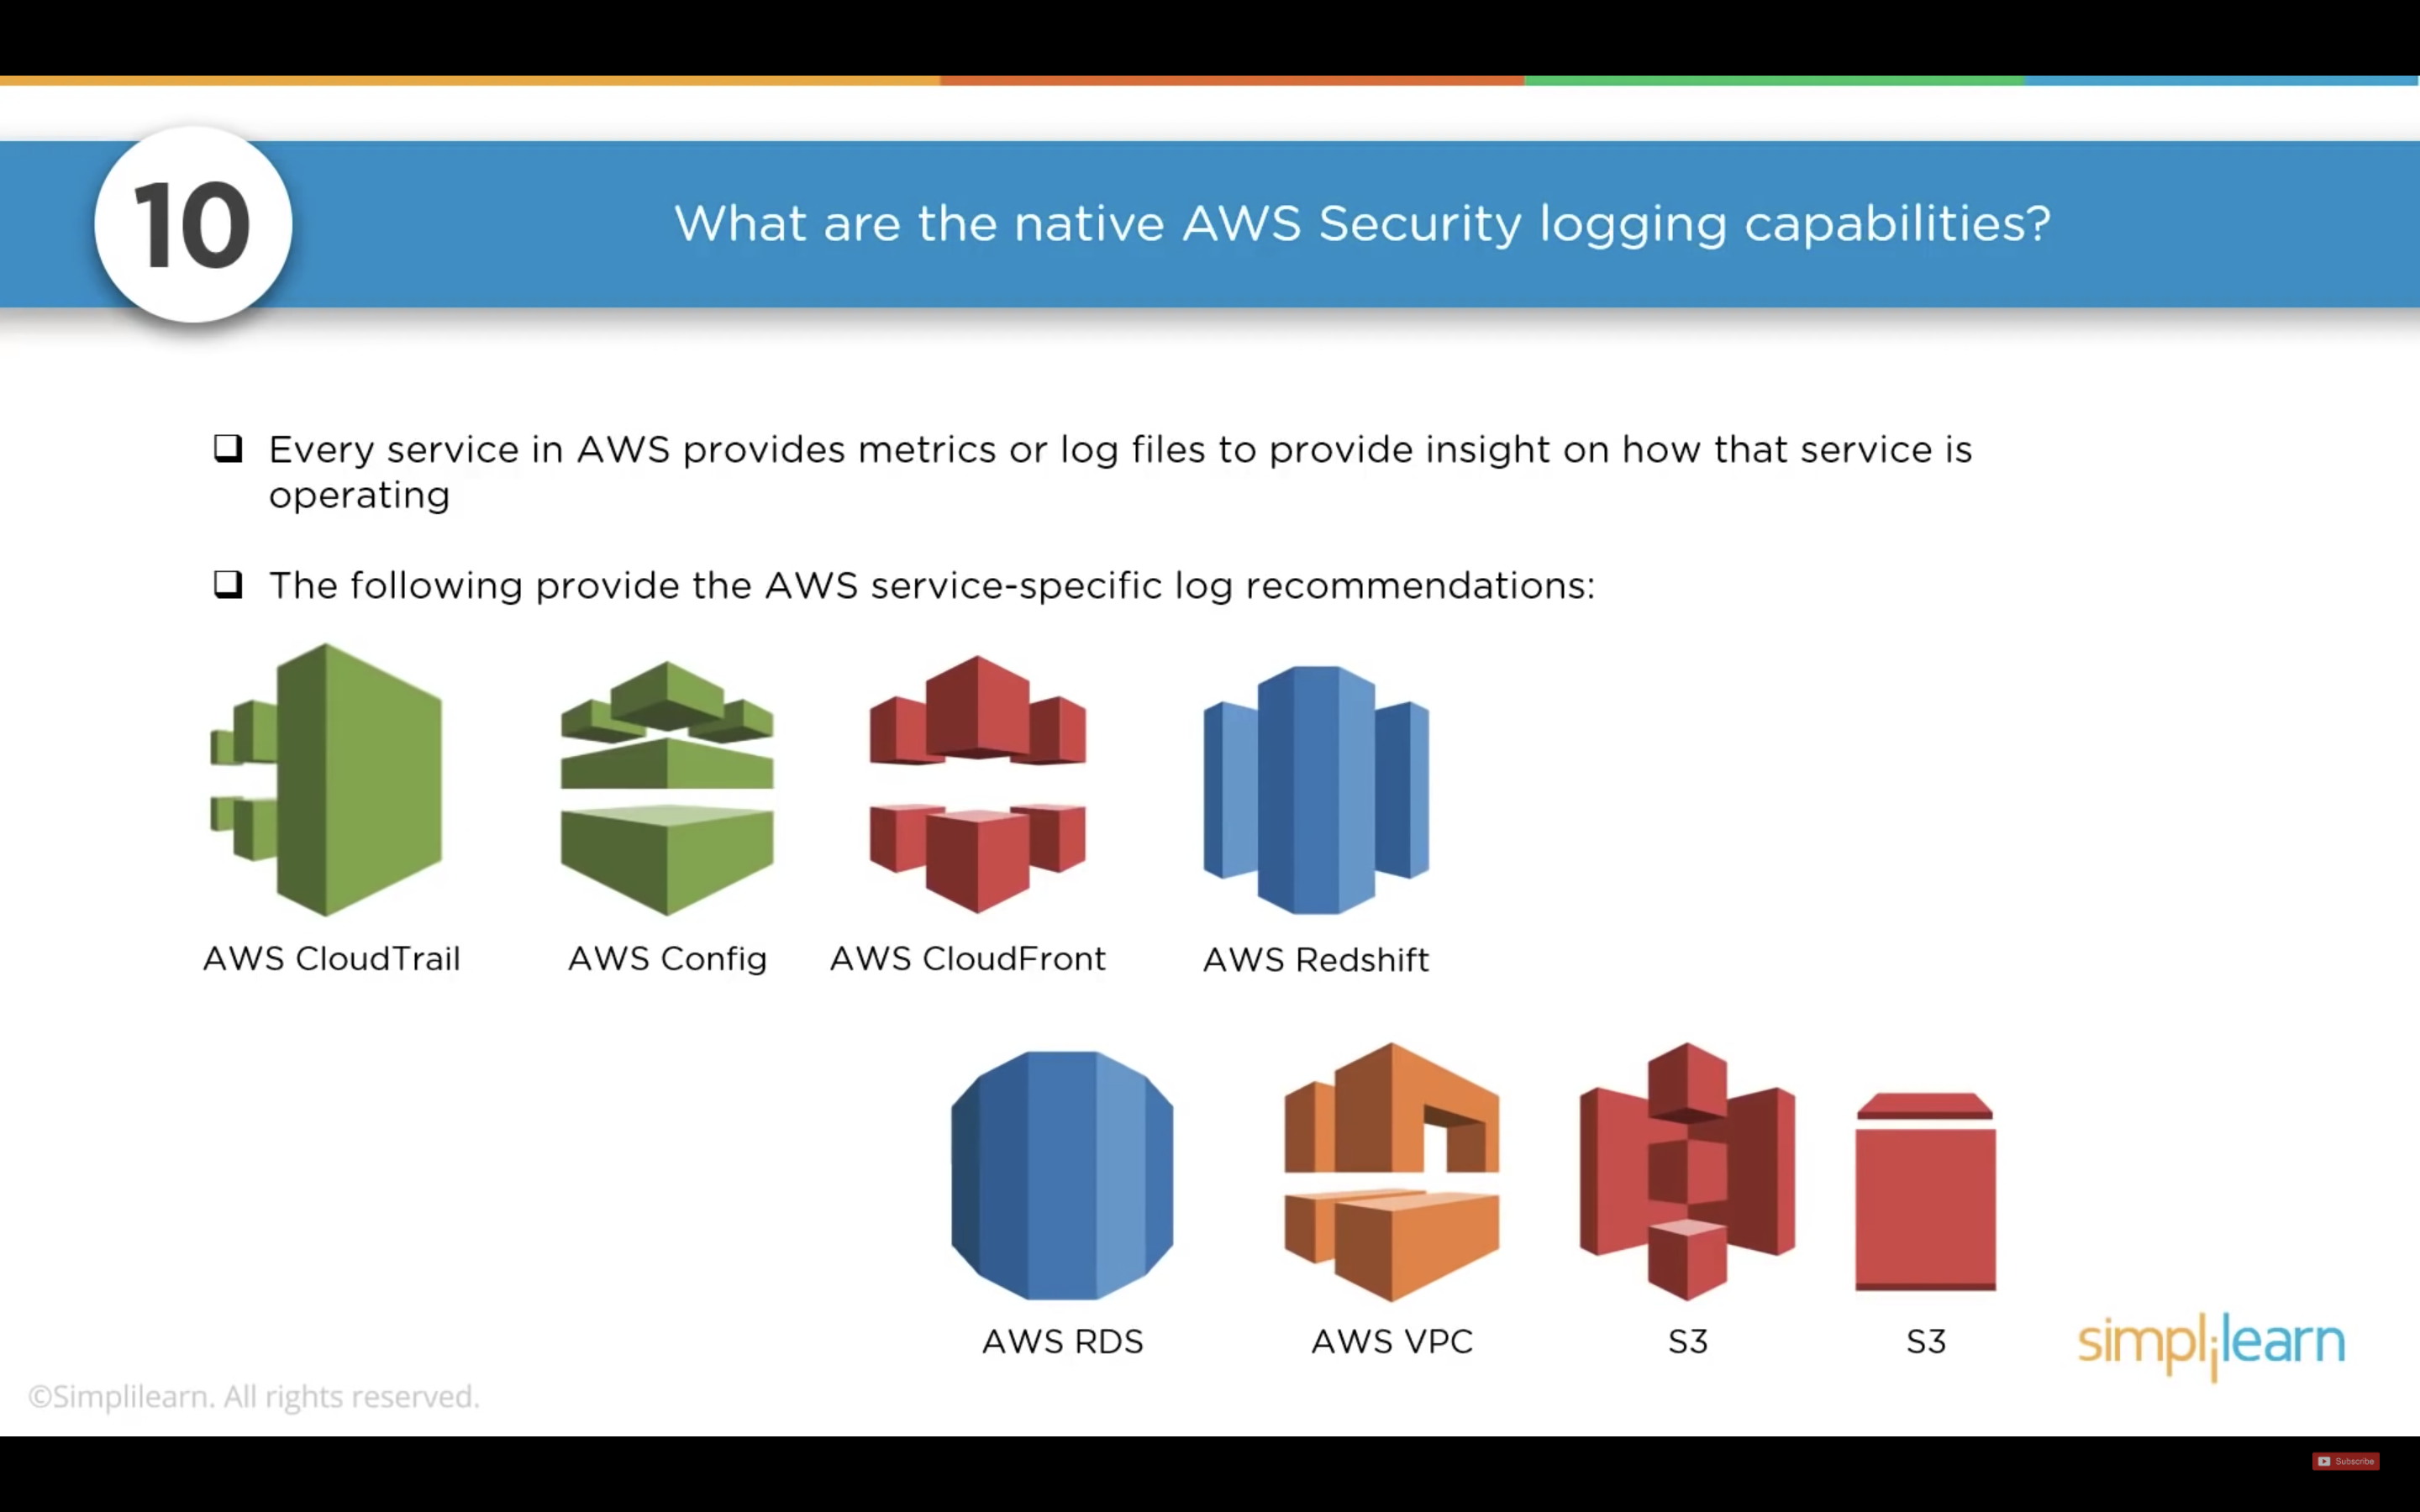 10
What are the native AWS Security logging capabilities?
Every service in AWS provides metrics or log files to provide insight on how that service is
operating
The following provide the AWS service-specific log recommendations:
AWS CloudTrail
AWS Config
AWS CloudFront
AWS Redshift
AWS RDS
AWS VPC
S3
S3
simplilearn
©Simplilearn. All rights reserved.
Subscribe